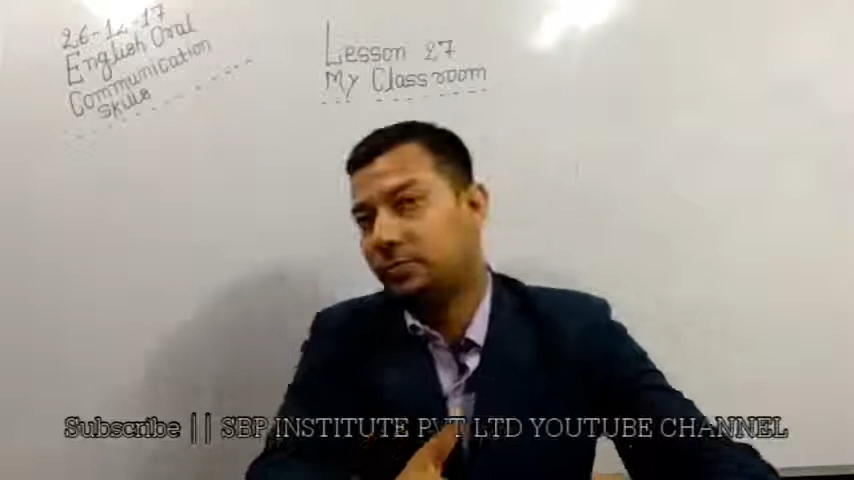 26-12-17
English Oral
Communication
Skills
Lesson 27
My Classroom
Subscribe || SBP INSTITUTE PVT LTD YOUTUBE CHANNEL